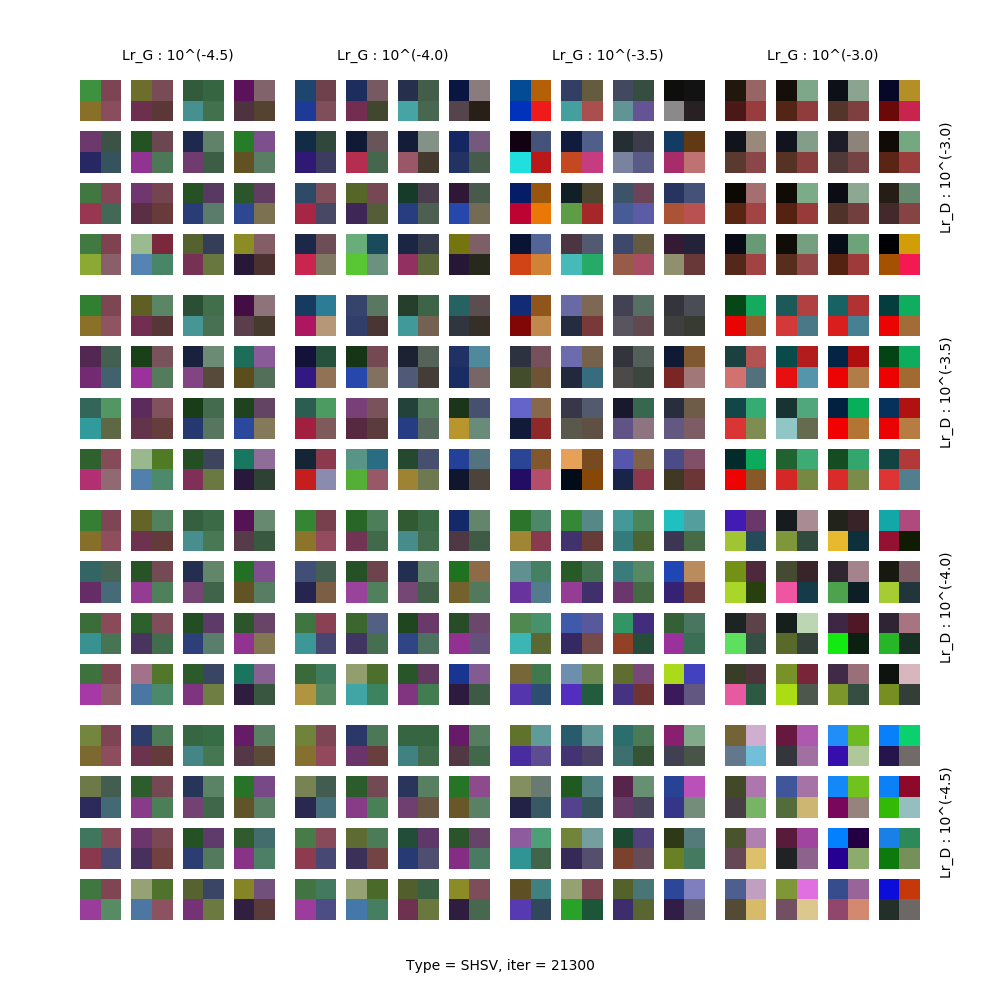 Lr_G : 10^(-4.5)
Lr_G : 10^(-4.0)
Lr_G : 10^(-3.5)
Lr_G : 10^(-3.0)
Lr_D : 10^(-3.0)
Lr_D : 10^(-3.5)
Lr_D : 10^(-4.0)
Lr_D : 10^(-4.5)
Type = SHSV, iter = 21300